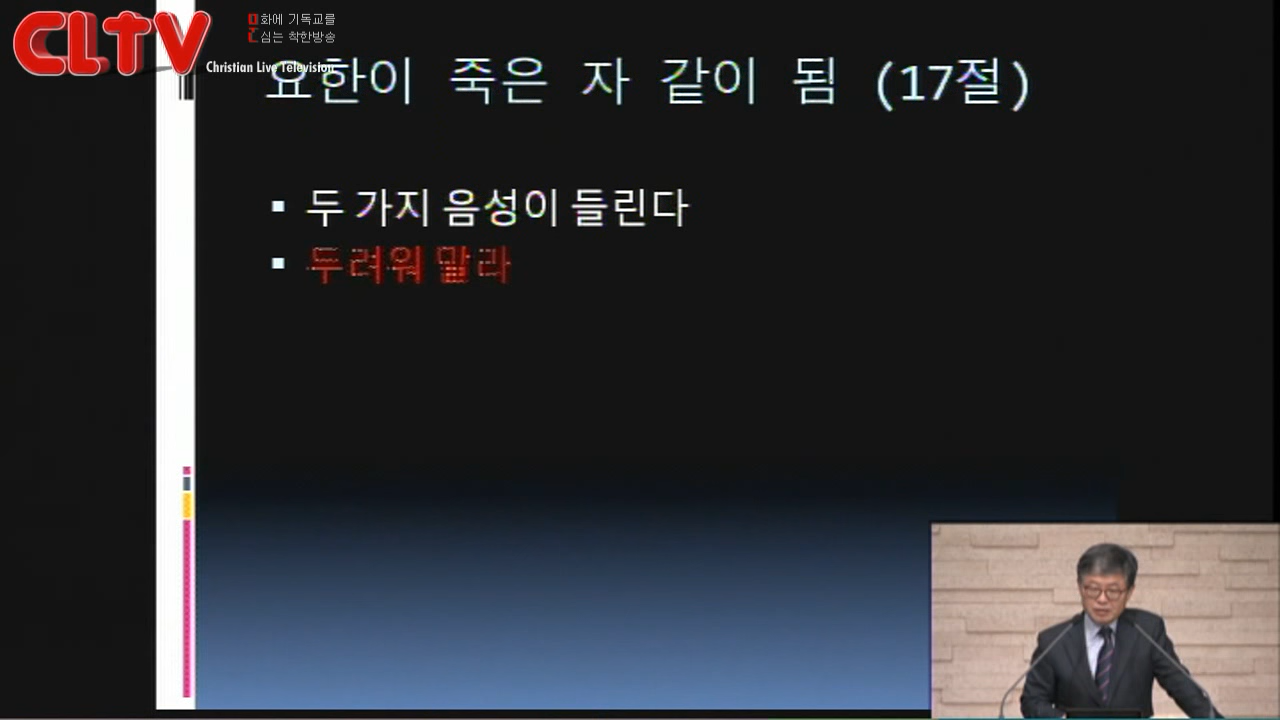 CLTV
문화에 기독교를
심는 착한방송
Christian Live Television
요한이 죽은 자 같이 됨 (17절)
▪ 두 가지 음성이 들린다
▪ 두려워 말라